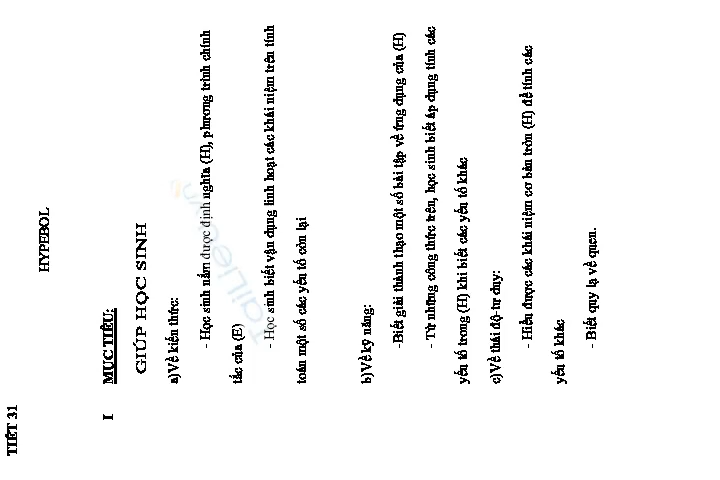 TIẾT 31
HYPEBOL
I MỤC TIÊU:
GIÚP HỌC SINH
a)Về kiến thức:
- Học sinh nắm được định nghĩa (H), phương trình chính
tắc của (E)
- Học sinh biết vận dụng linh hoạt các khái niệm trên tính
toán một số các yếu tố còn lại
b)Về kỹ năng:
-Biết giải thành thạo một số bài tập về ứng dụng của (H)
- Từ những công thức trên, học sinh biết áp dụng tính các
yếu tố trong (H) khi biết các yếu tố khác
c)Về thái độ-tư duy:
- Hiểu được các khái niệm cơ bản tròn (H) để tính các
yếu tố khác
- Biết quy lạ về quen.
TaiLieu.vn